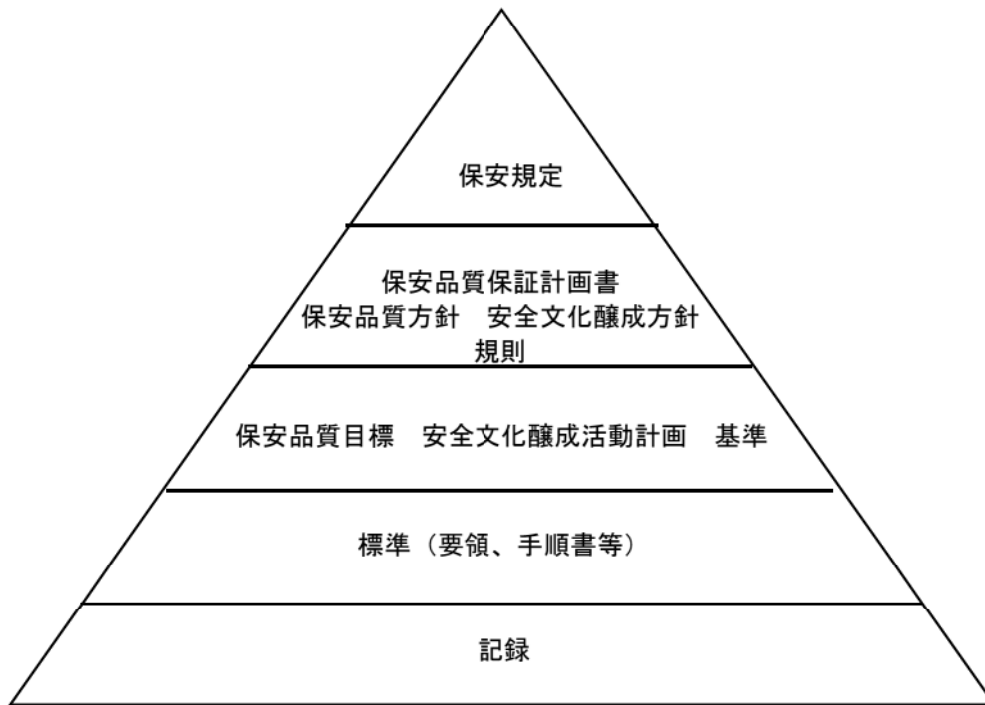 保安規定
保安品質保証計画書
保安品質方針　安全文化醸成方針
規則
保安品質目標　安全文化醸成活動計画　基準
標準（要領、手順書等）
記録